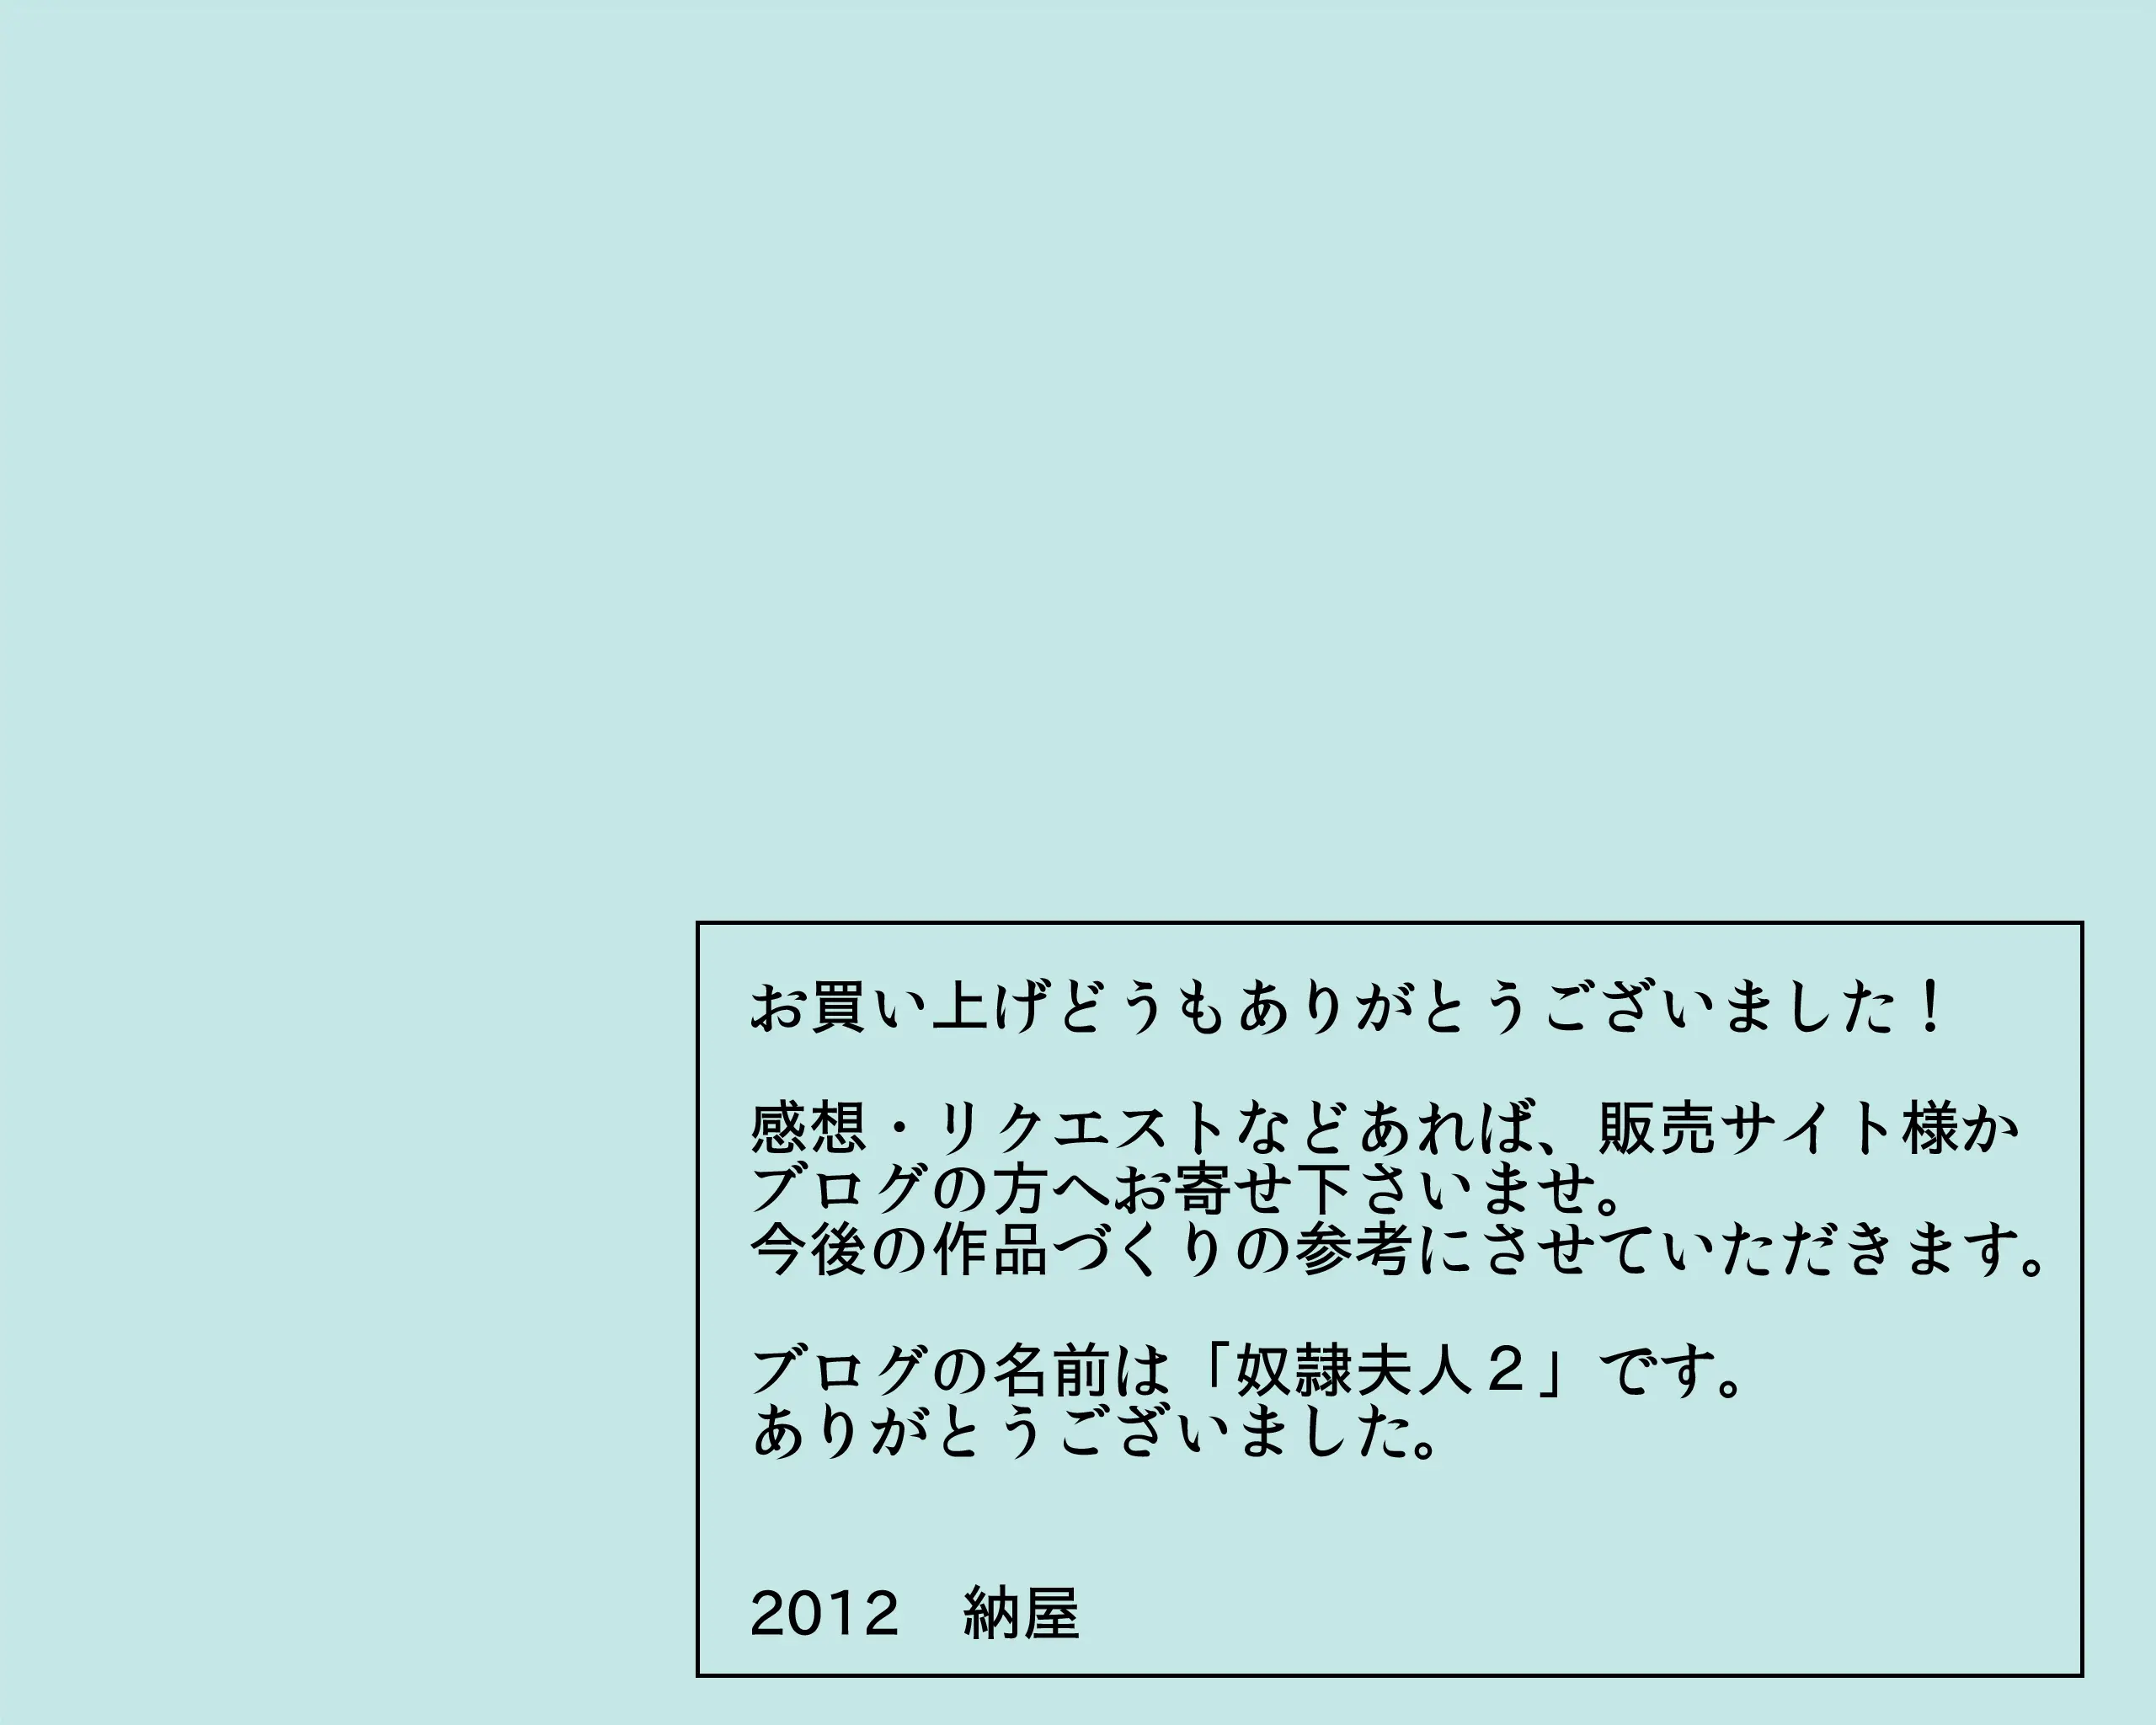 お買い上げどうもありがとうございました！
感想・リクエストなどあれば、販売サイト様か
ブログの方へお寄せ下さいませ。
今後の作品づくりの参考にさせていただきます。
ブログの名前は「奴隷夫人２」です。
ありがとうございました。
2012　納屋